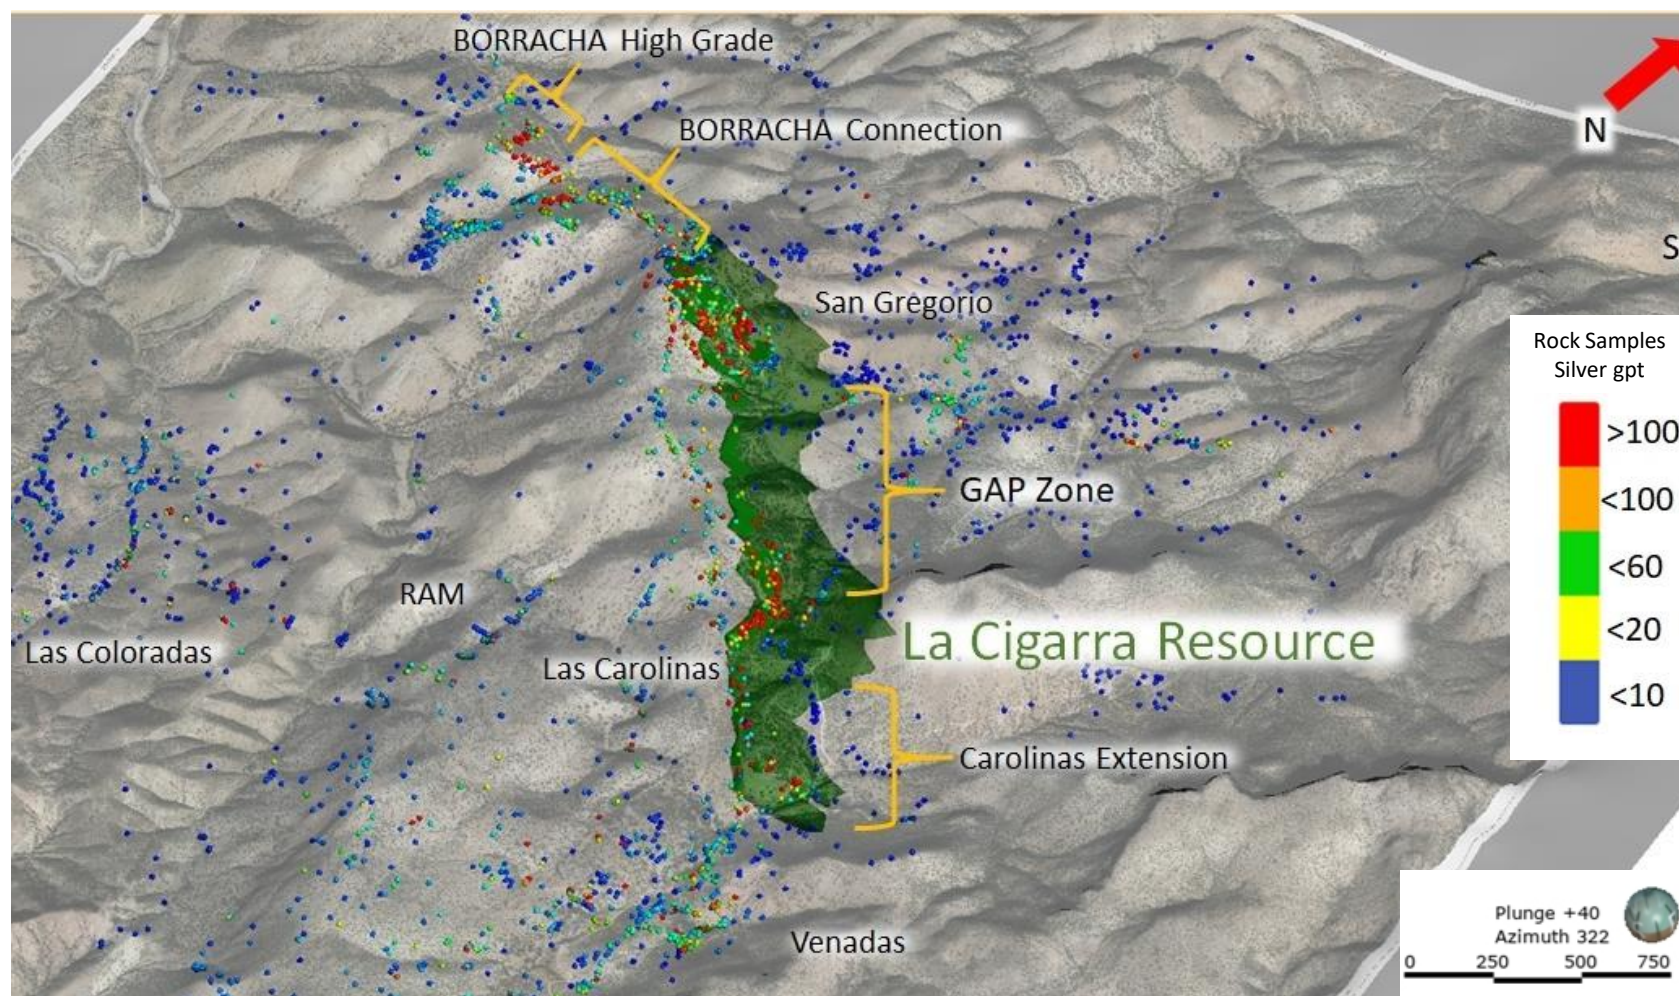 BORRACHA High Grade
BORRACHA Connection
N
S
San Gregorio
Rock Samples
Silver gpt
>100
<100
<60
<20
<10
GAP Zone
RAM
La Cigarra Resource
Las Coloradas
Las Carolinas
Carolinas Extension
Venadas
Plunge +40
Azimuth 322
0 250 500 750